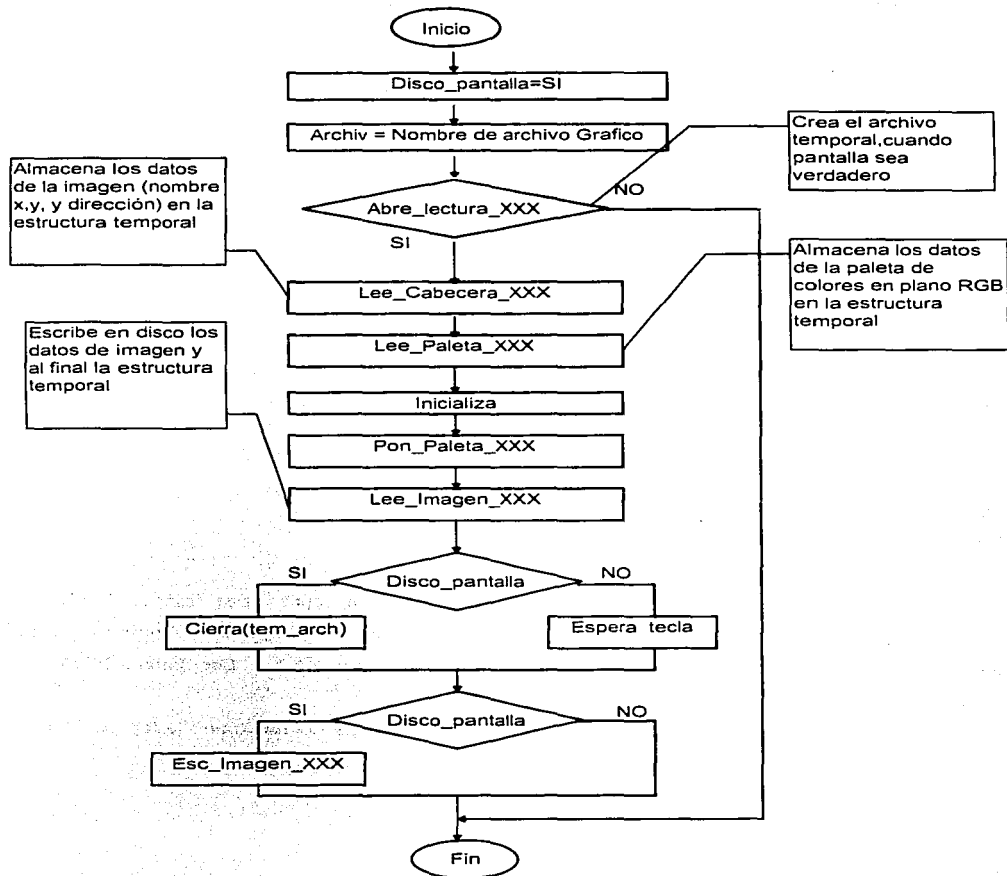 Inicio
Disco_pantalla=SI
Archiv = Nombre de archivo Grafico
Crea el archivo
temporal,cuando
pantalla sea
verdadero
Almacena los datos
de la imagen (nombre
x,y, y dirección) en la
estructura temporal
NO
Abre_lectura_XXX
SI
Almacena los datos
de la paleta de
colores en plano RGB
en la estructura
temporal
Lee_Cabecera_XXX
Escribe en disco los
datos de imagen y
al final la estructura
temporal
Lee_Paleta_XXX
Inicializa
Pon_Paleta_XXX
Lee_Imagen_XXX
SI
Disco_pantalla
NO
Cierra(tem_arch)
Espera tecla
SI
Disco_pantalla
NO
Esc_Imagen_XXX
Fin